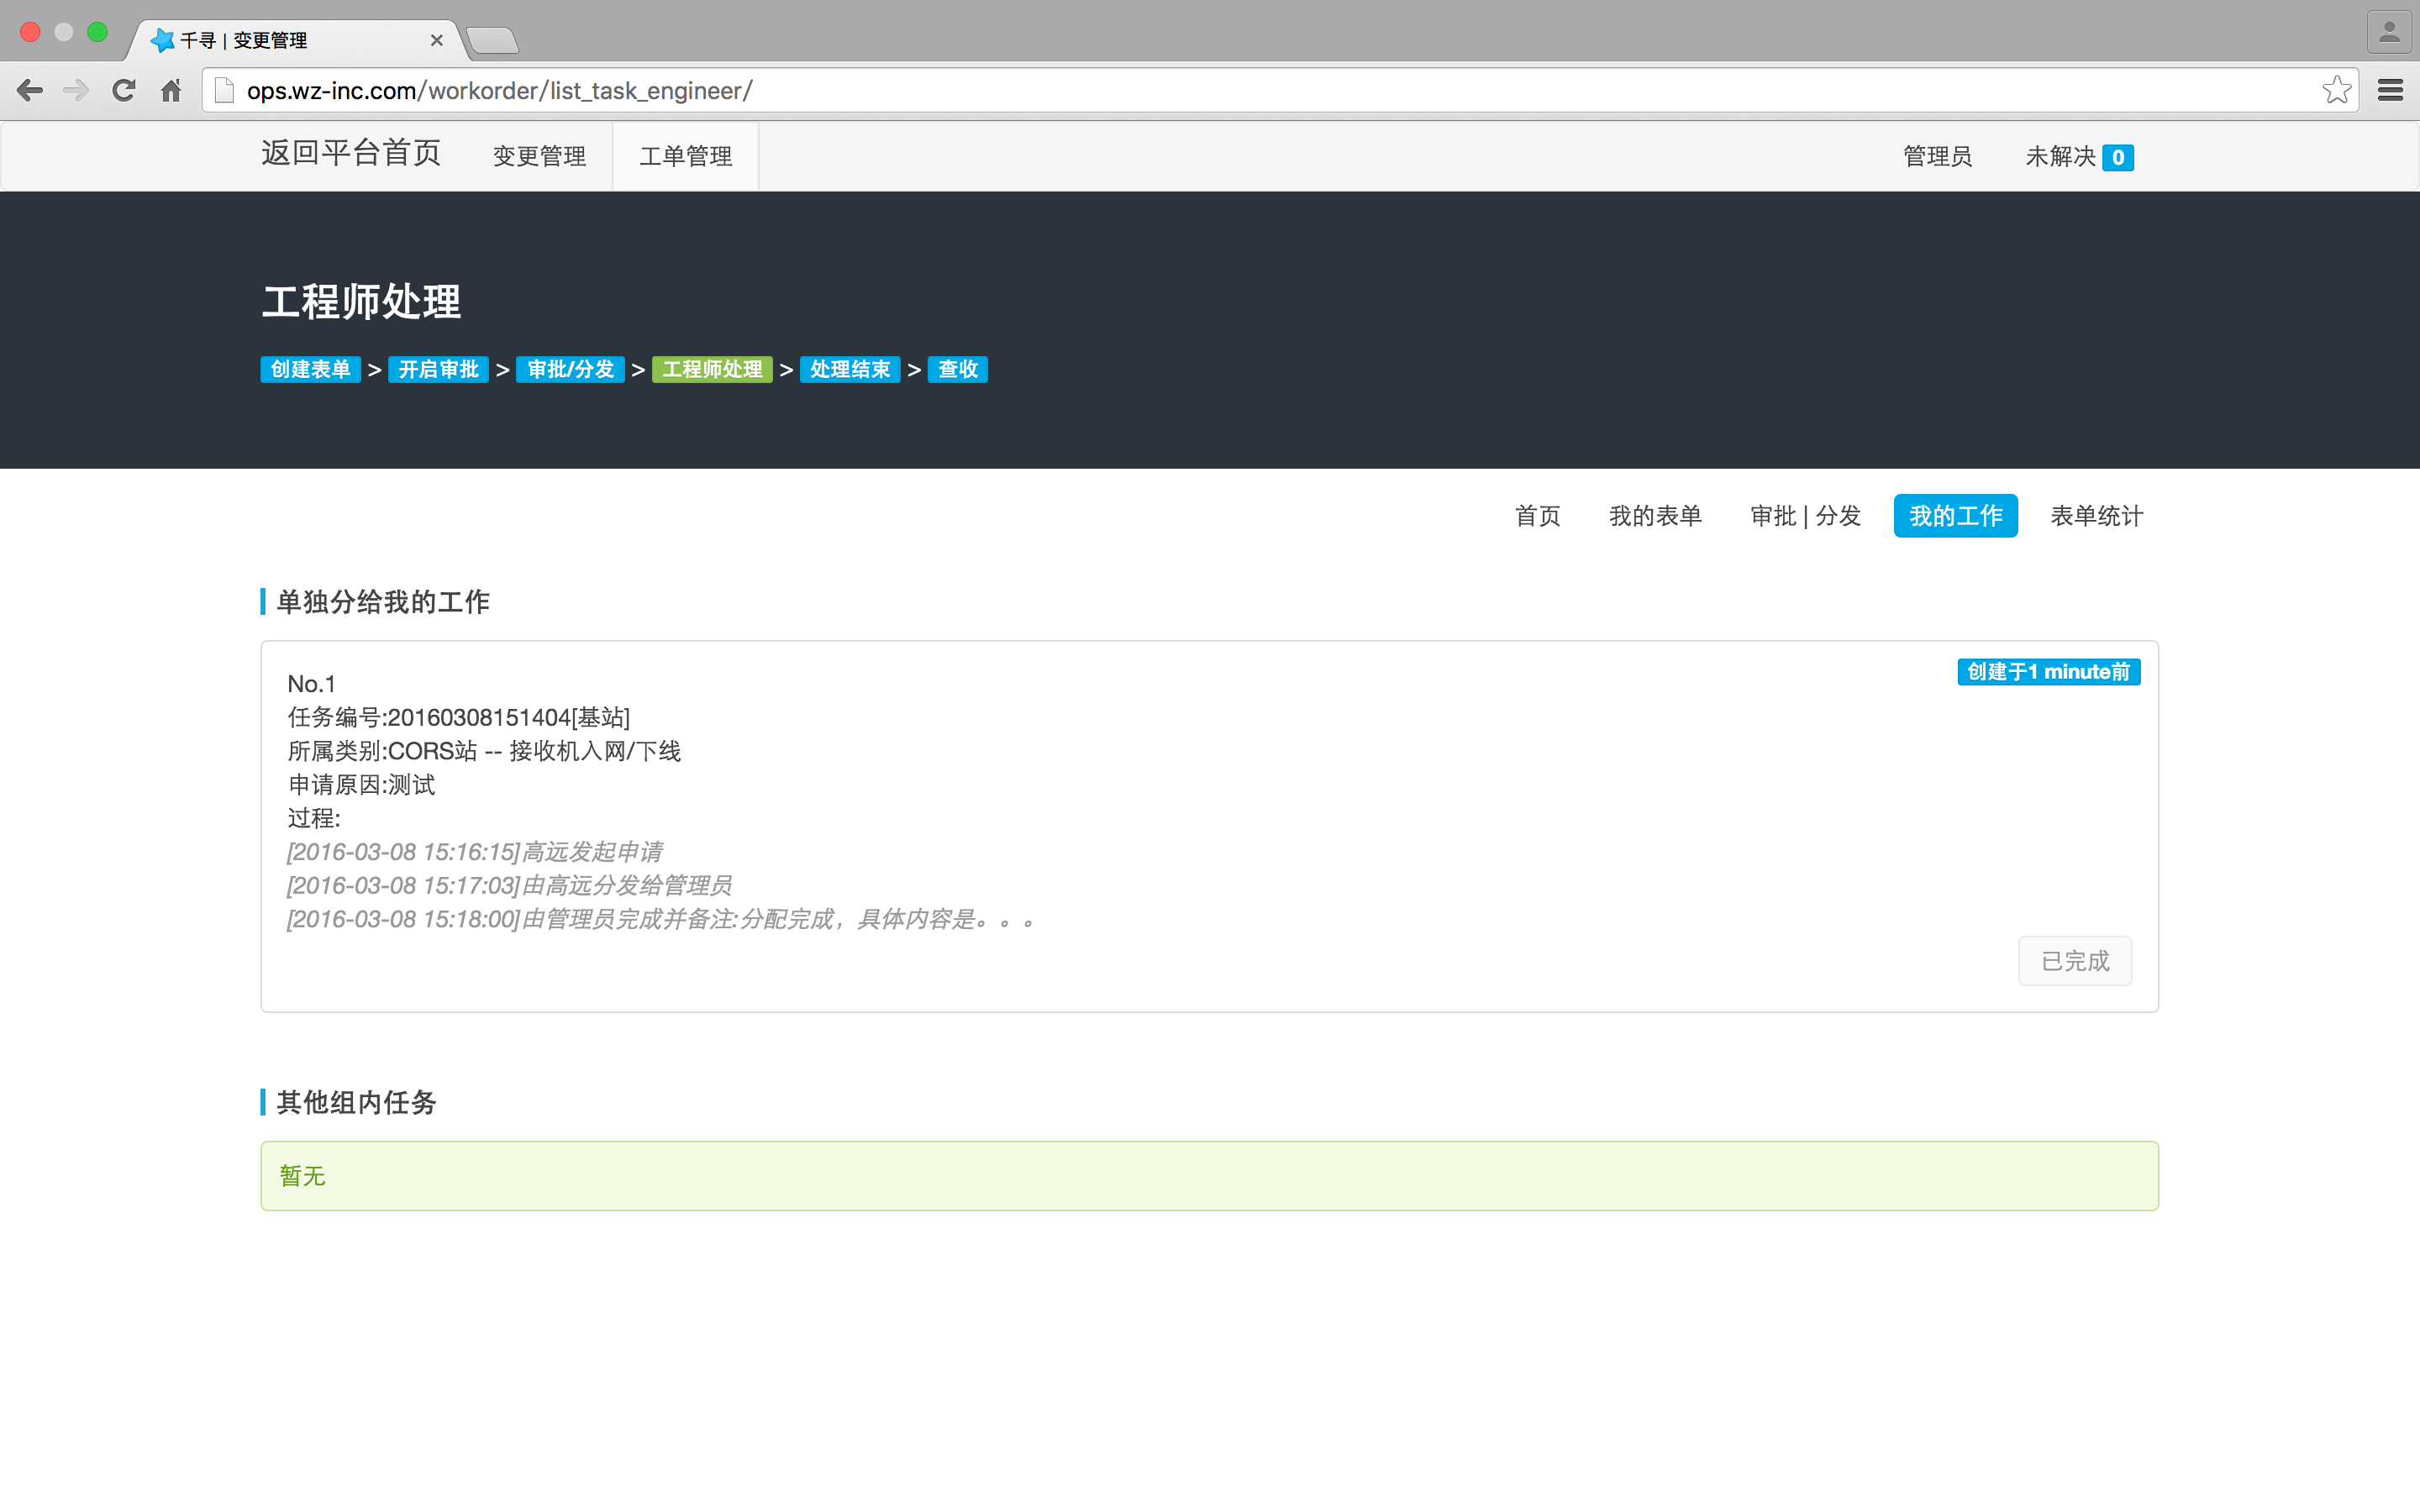 千寻 | 变更管理
ops.wz-inc.com/workorder/list_task_engineer/
返回平台首页 变更管理 工单管理 管理员 未解决 0
工程师处理
创建表单 > 开启审批 > 审批/分发 > 工程师处理 > 处理结束 > 查收
首页 我的表单 审批 | 分发 我的工作 表单统计
单独分给我的工作
创建于1 minute前
No.1
任务编号:20160308151404[基站]
所属类别:CORS站 -- 接收机入网/下线
申请原因:测试
过程:
[2016-03-08 15:16:15]高远发起申请
[2016-03-08 15:17:03]由高远分发给管理员
[2016-03-08 15:18:00]由管理员完成并备注:分配完成，具体内容是。。。
已完成
其他组内任务
暂无